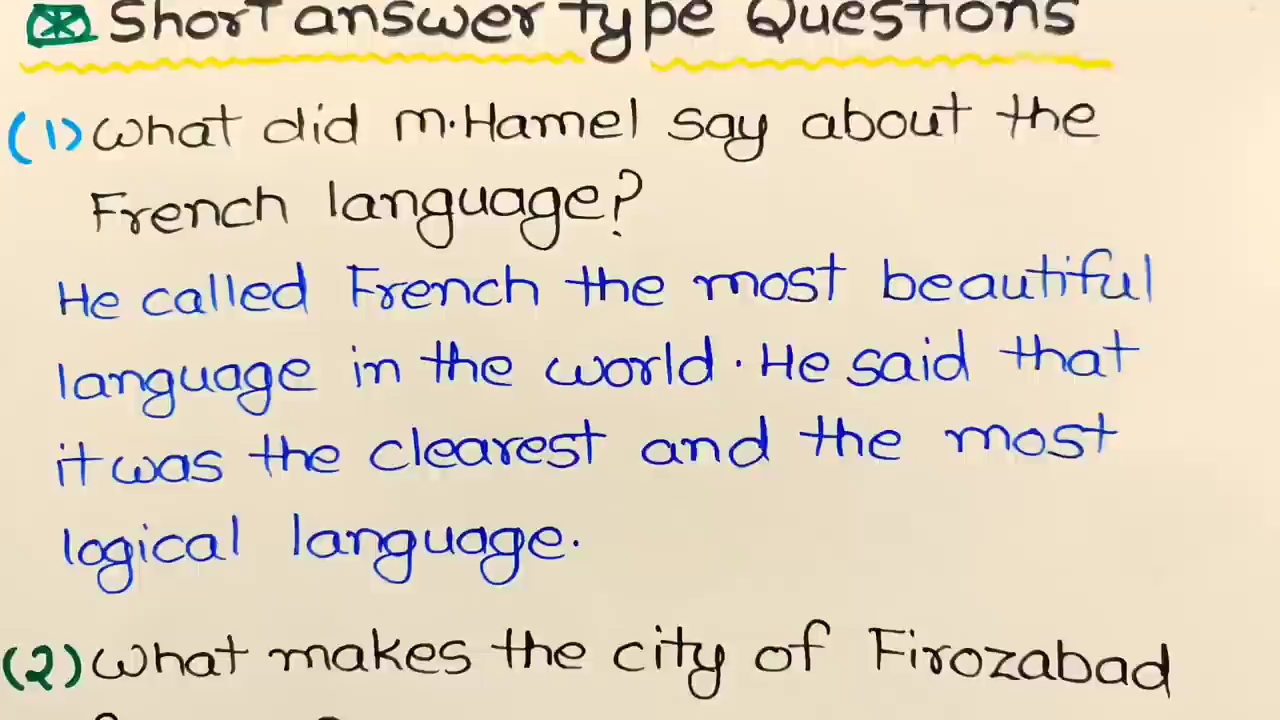 Short answer type Questions
(1) What did M.Hamel say about the
French language?
He called French the most beautiful
language in the world. He said that
it was the clearest and the most
logical language.
(2) What makes the city of Firozabad